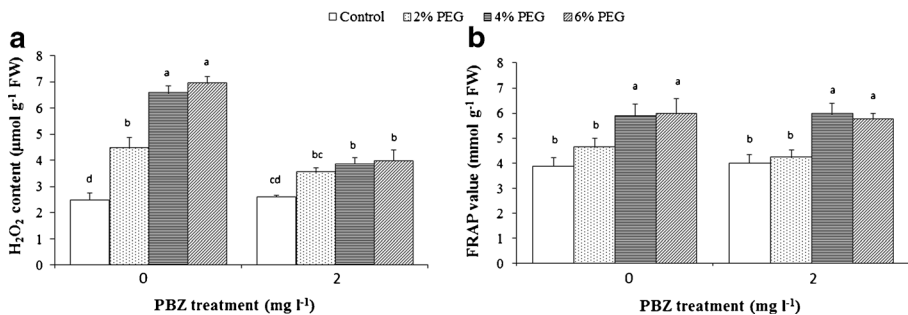 Control 2% PEG 4% PEG 6% PEG
a
H₂O₂ content (µmol g⁻¹ FW)
8
7
6
5
4
3
2
1
0
d b a a cd bc b b
0 2
PBZ treatment (mg l⁻¹)
b
FRAP value (mmol g⁻¹ FW)
8
7
6
5
4
3
2
1
0
b b a a b b a a
0 2
PBZ treatment (mg l⁻¹)